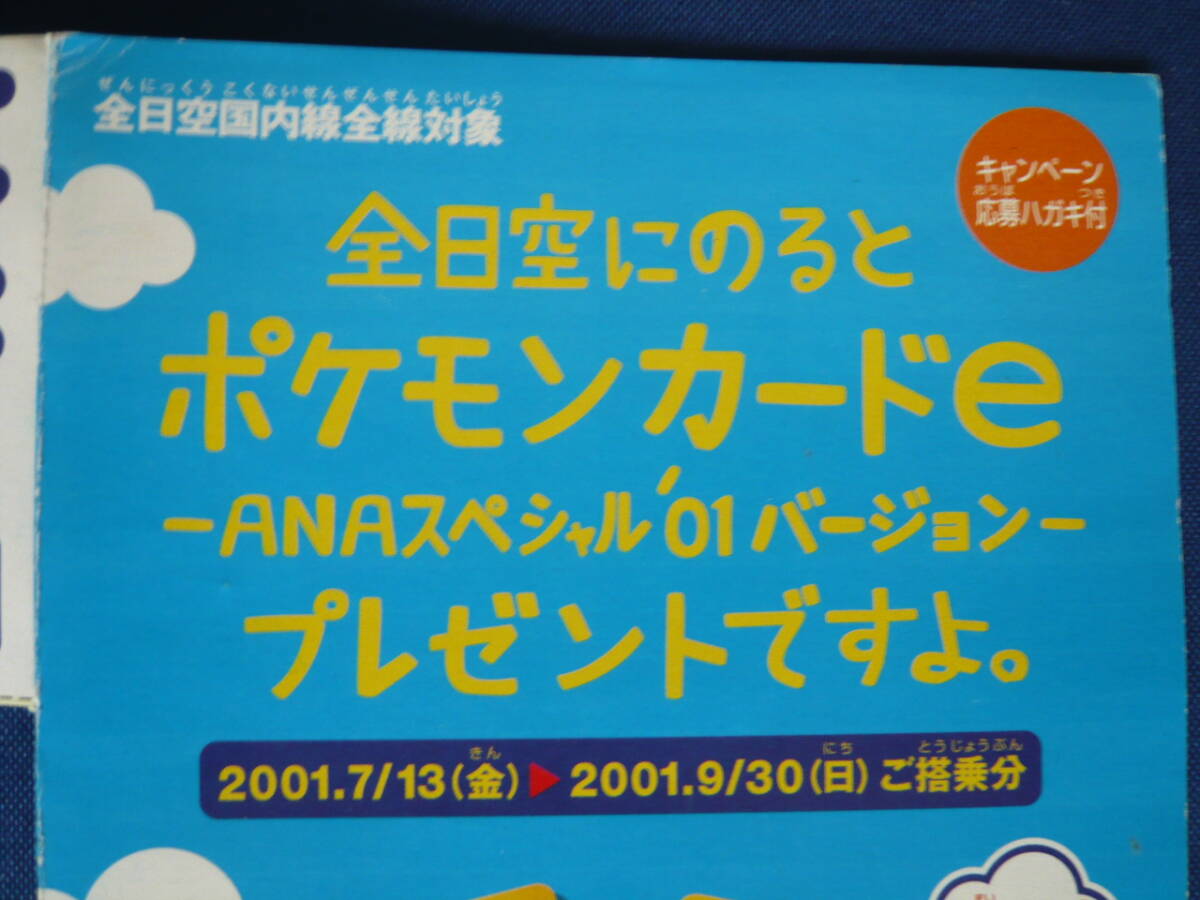 ぜんにっくう こくないせんぜんせんたいしょう
全日空国内線全線対象
キャンペーン
おうぼ つき
応募ハガキ付
全日空にのると
ポケモンカードe
－ANAスペシャル'01バージョン－
プレゼントですよ。
きん にち とうじょうぶん
2001.7/13(金)▶2001.9/30(日)ご搭乗分